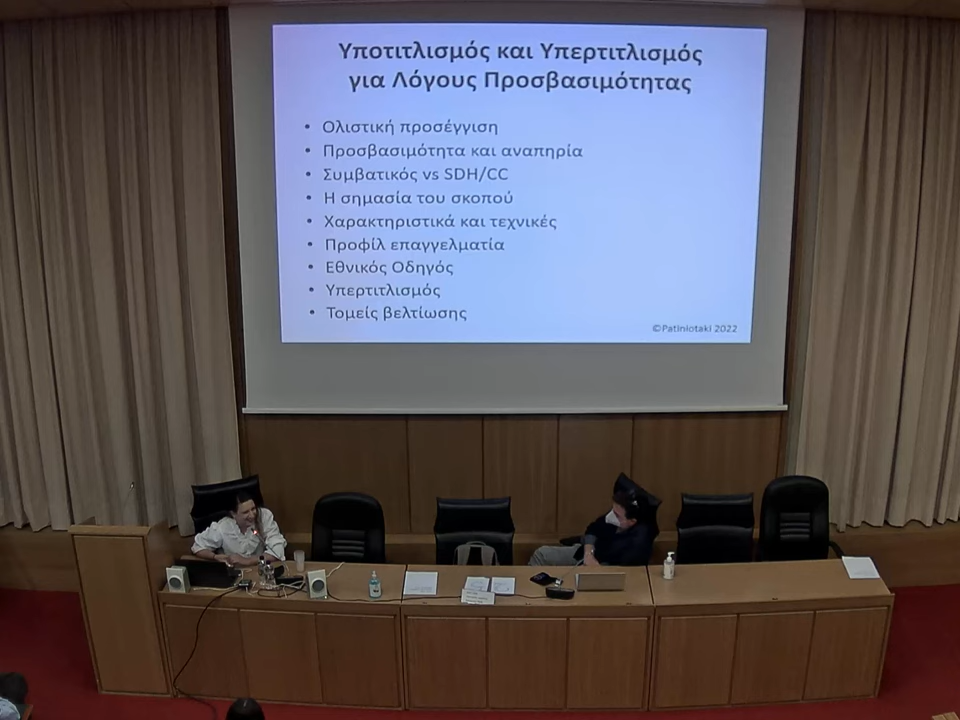 Υποτιτλισμός και Υπερτιτλισμός
για Λόγους Προσβασιμότητας
• Ολιστική προσέγγιση
• Προσβασιμότητα και αναπηρία
• Συμβατικός vs SDH/CC
• Η σημασία του σκοπού
• Χαρακτηριστικά και τεχνικές
• Προφίλ επαγγελματία
• Εθνικός Οδηγός
• Υπερτιτλισμός
• Τομείς βελτίωσης
©Patiniotaki 2022